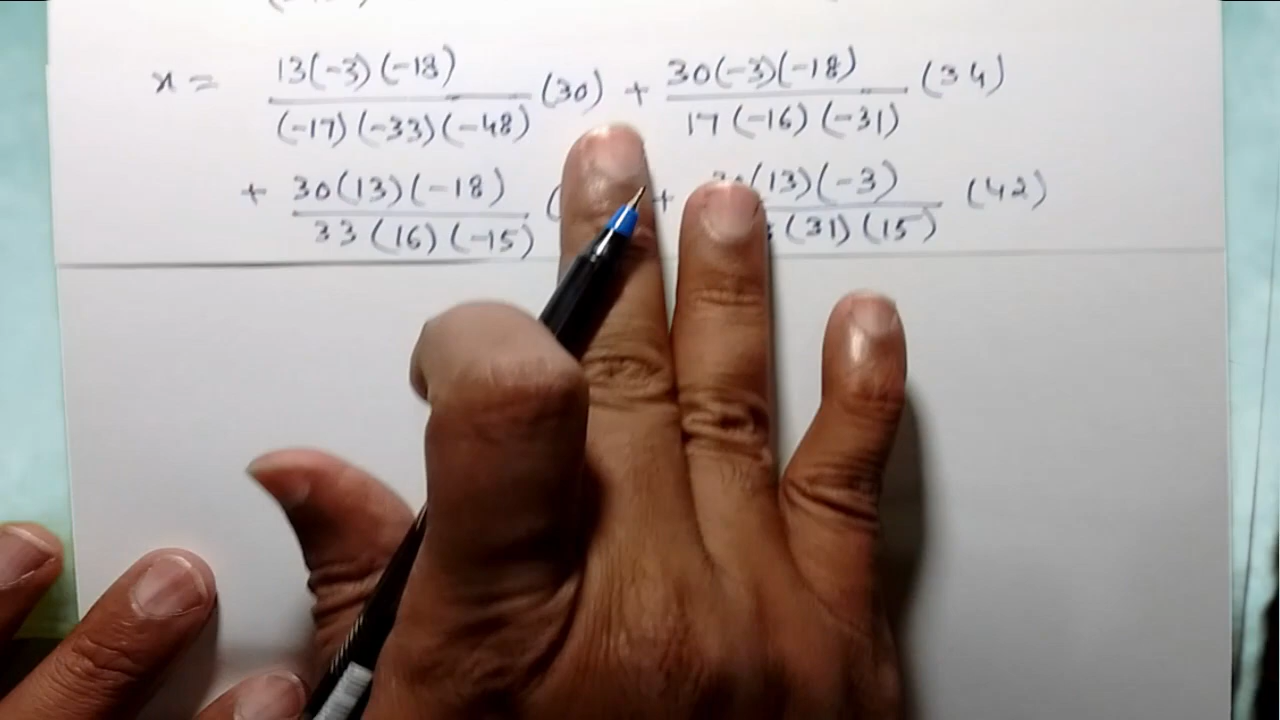 x = 13(-3)(-18) / (-17)(-33)(-48) (30) + 30(-3)(-18) / 17(-16)(-31) (34)
+ 30(13)(-18) / 33(16)(-15) ( + (13)(-3) / (31)(15) (42)